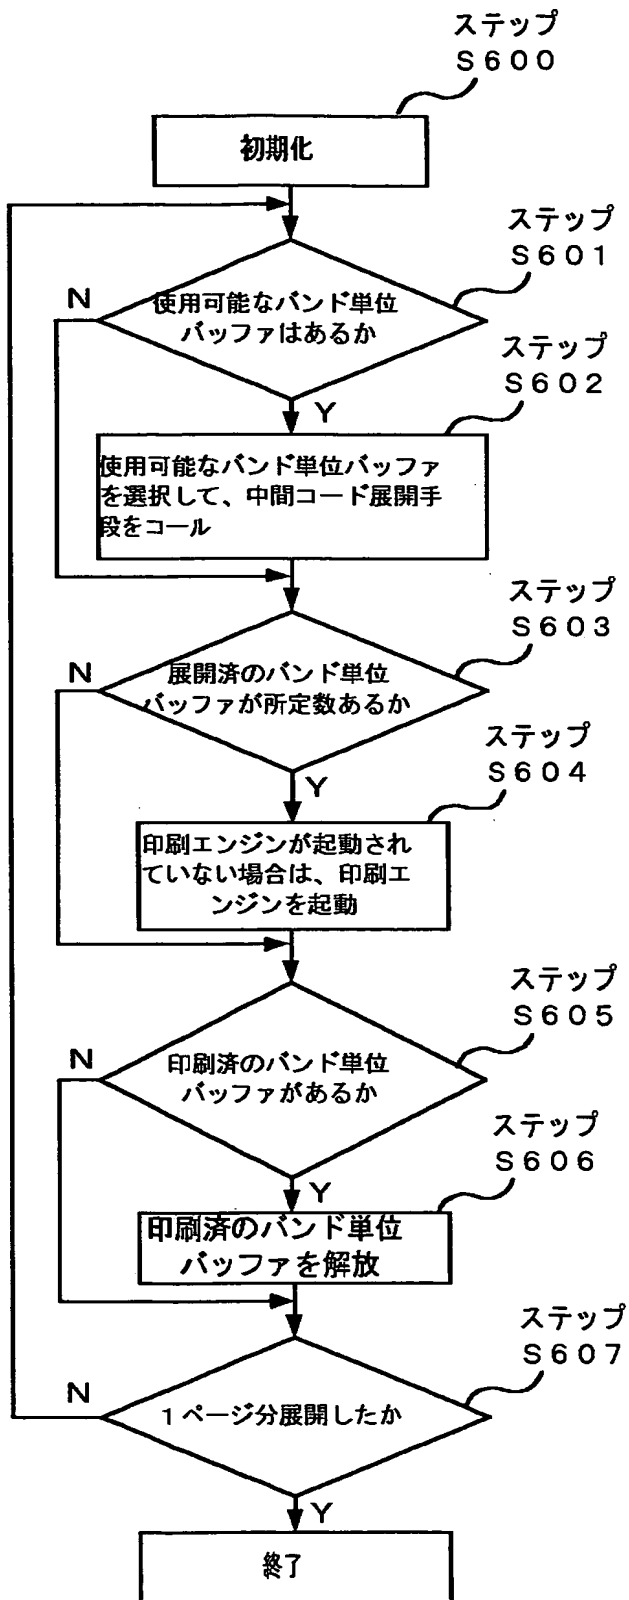 ステップ
S600
初期化
ステップ
S601
N
使用可能なバンド単位
バッファはあるか
ステップ
S602
Y
使用可能なバンド単位バッファ
を選択して、中間コード展開手
段をコール
ステップ
S603
N
展開済のバンド単位
バッファが所定数あるか
ステップ
S604
Y
印刷エンジンが起動され
ていない場合は、印刷エ
ンジンを起動
ステップ
S605
N
印刷済のバンド単位
バッファがあるか
ステップ
S606
Y
印刷済のバンド単位
バッファを解放
ステップ
S607
N
1ページ分展開したか
Y
終了